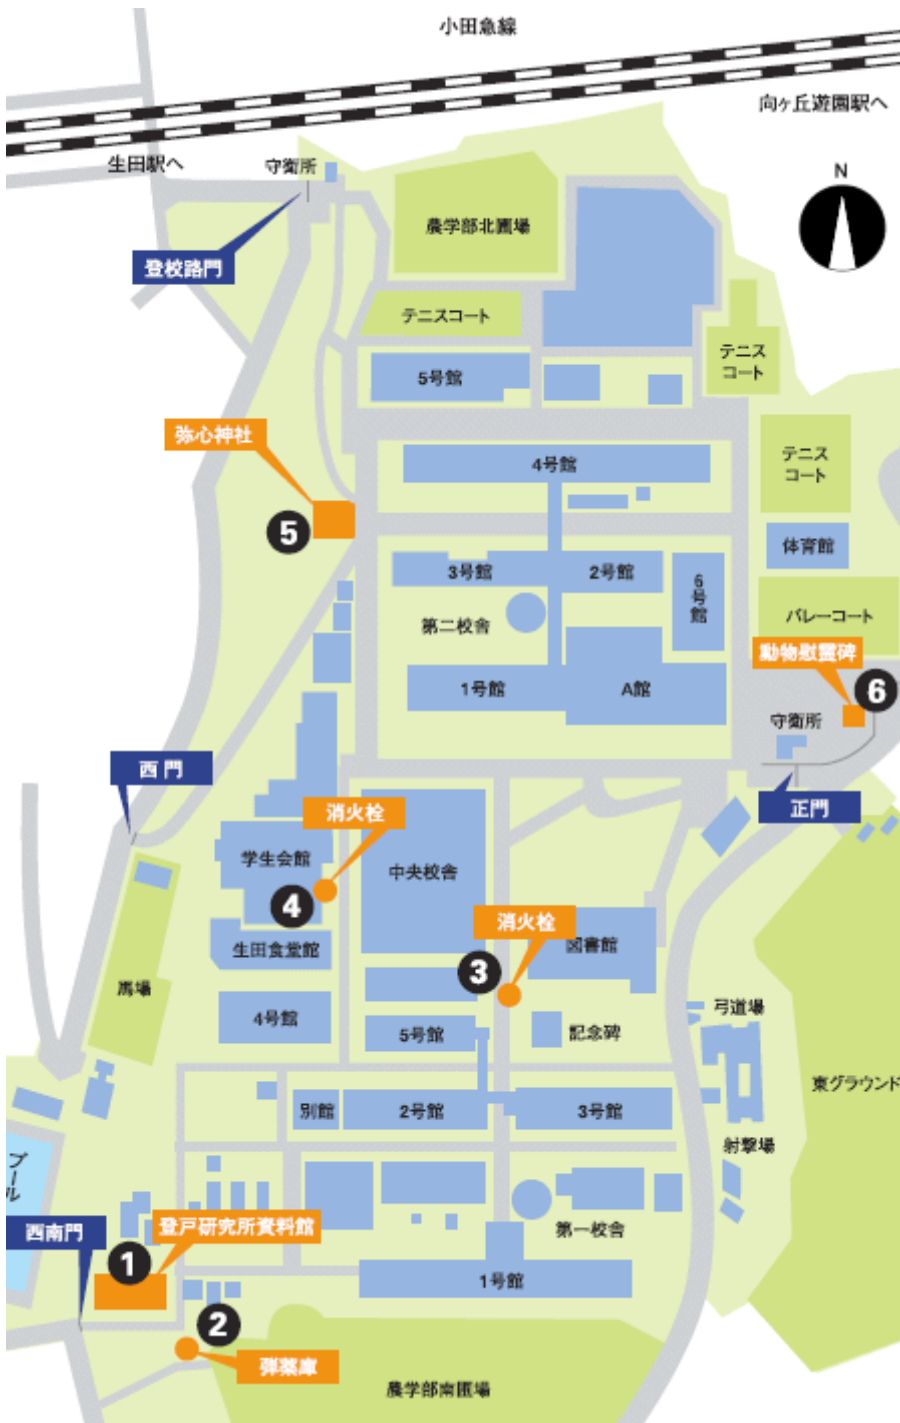 小田急線
向ヶ丘遊園駅へ
生田駅へ
守衛所
N
登校路門
農学部北圃場
テニスコート
テニス
コート
5号館
弥心神社
4号館
テニス
コート
5
体育館
3号館
2号館
6号館
第二校舎
バレーコート
動物慰霊碑
1号館
A館
6
守衛所
西門
正門
消火栓
学生会館
中央校舎
4
消火栓
図書館
生田食堂館
3
馬場
4号館
5号館
記念碑
弓道場
東グラウンド
別館
2号館
3号館
射撃場
プール
西南門
登戸研究所資料館
第一校舎
1
1号館
2
弾薬庫
農学部南圃場